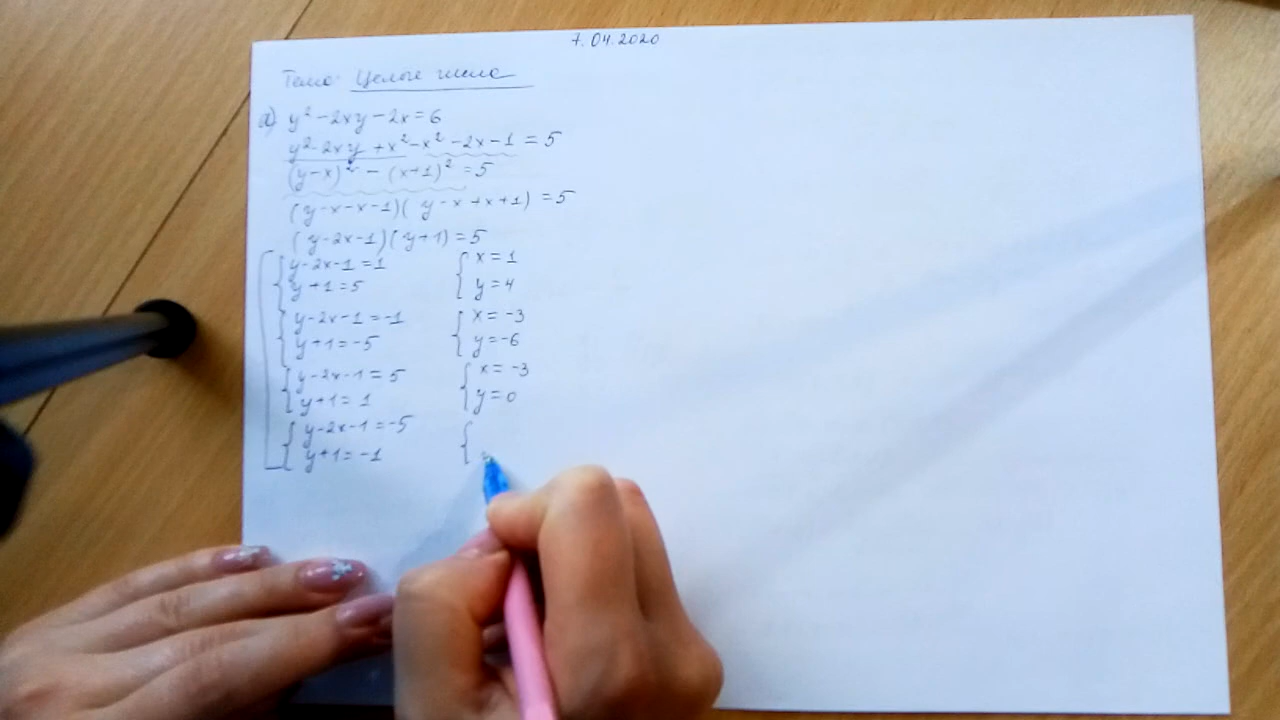 7.04.2020
Тема: Целые числа
а) y² - 2xy - 2x = 6
y² - 2xy + x² - x² - 2x - 1 = 5
(y-x)² - (x+1)² = 5
(y-x-x-1)(y-x+x+1) = 5
(y-2x-1)(y+1) = 5
y-2x-1=1 x=1
y+1=5 y=4
y-2x-1=-1 x=-3
y+1=-5 y=-6
y-2x-1=5 x=-3
y+1=1 y=0
y-2x-1=-5
y+1=-1